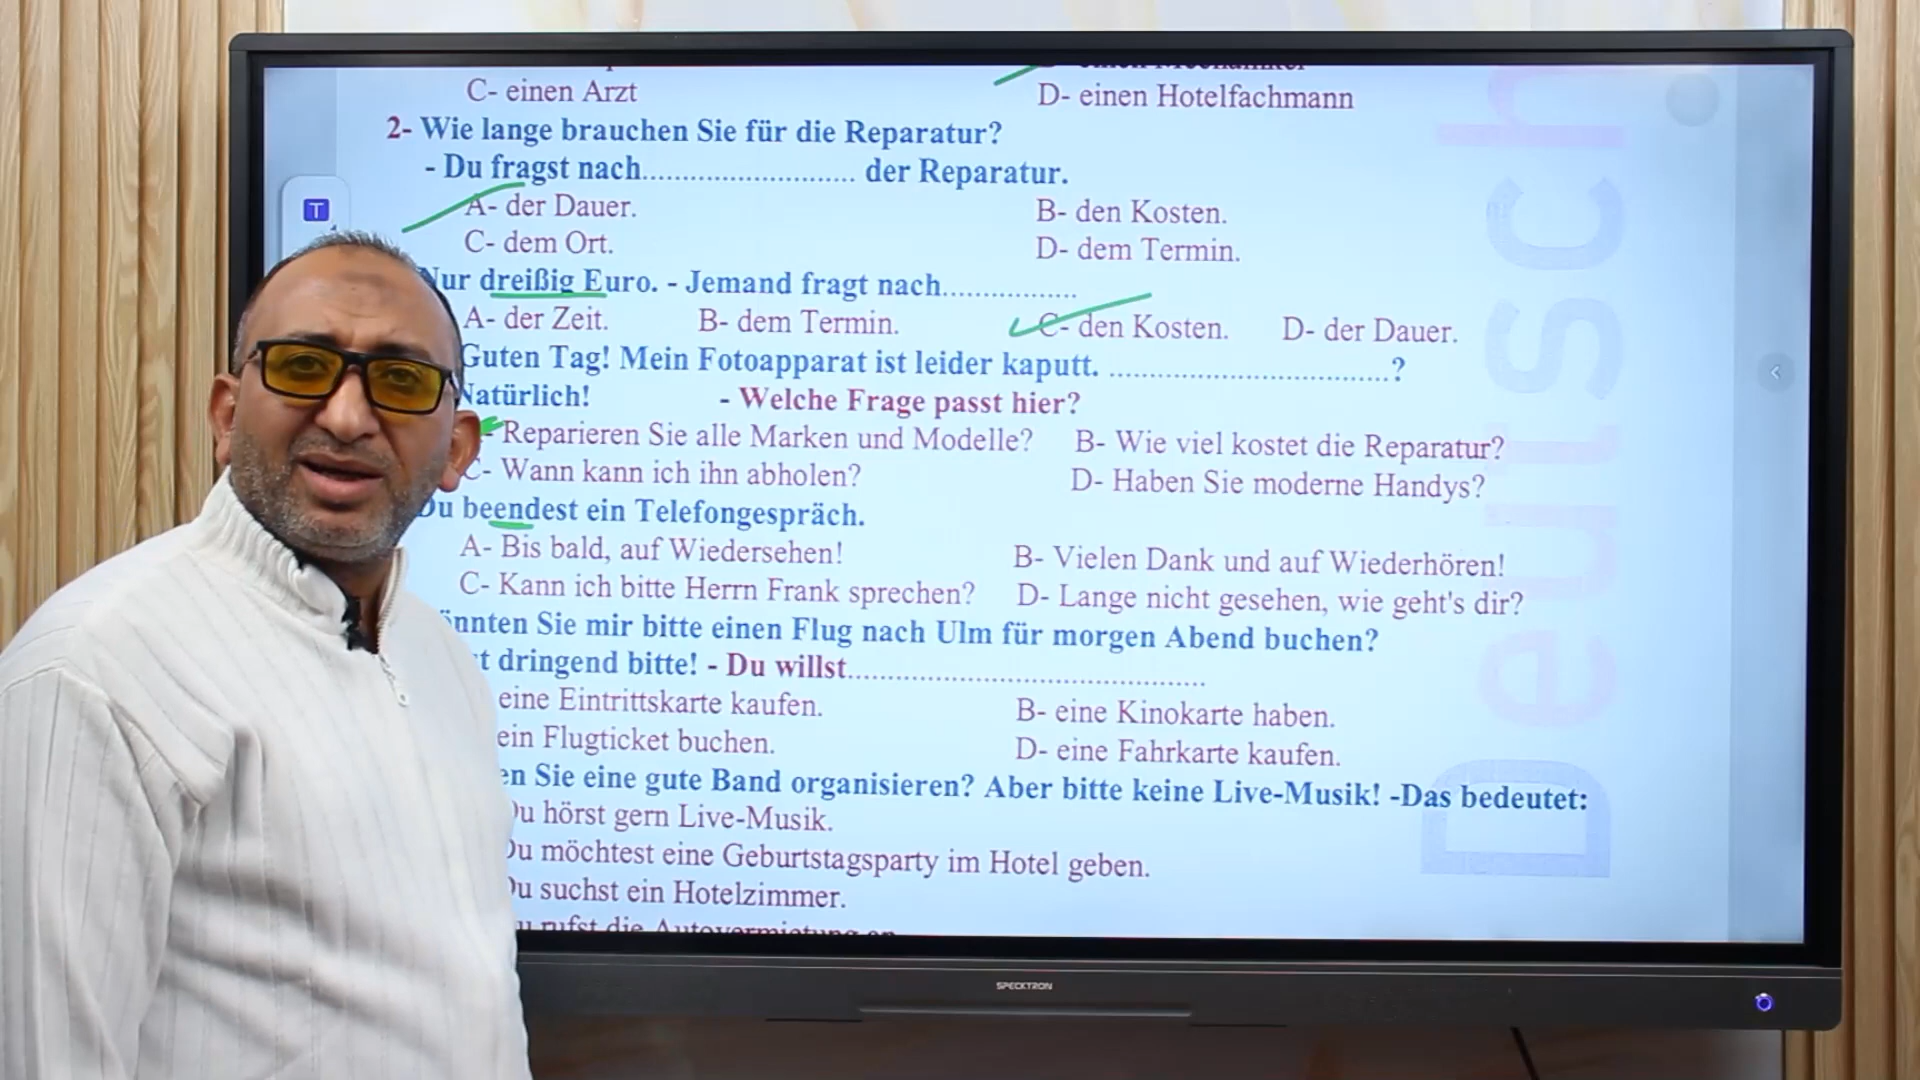 C- einen Arzt D- einen Hotelfachmann
2- Wie lange brauchen Sie für die Reparatur?
- Du fragst nach.......................... der Reparatur.
A- der Dauer. B- den Kosten.
C- dem Ort. D- dem Termin.
Nur dreißig Euro. - Jemand fragt nach.................
A- der Zeit. B- dem Termin. C- den Kosten. D- der Dauer.
Guten Tag! Mein Fotoapparat ist leider kaputt. ...................................?
Natürlich! - Welche Frage passt hier?
- Reparieren Sie alle Marken und Modelle? B- Wie viel kostet die Reparatur?
C- Wann kann ich ihn abholen? D- Haben Sie moderne Handys?
Du beendest ein Telefongespräch.
A- Bis bald, auf Wiedersehen! B- Vielen Dank und auf Wiederhören!
C- Kann ich bitte Herrn Frank sprechen? D- Lange nicht gesehen, wie geht's dir?
önnten Sie mir bitte einen Flug nach Ulm für morgen Abend buchen?
t dringend bitte! - Du willst.............................................
eine Eintrittskarte kaufen. B- eine Kinokarte haben.
ein Flugticket buchen. D- eine Fahrkarte kaufen.
en Sie eine gute Band organisieren? Aber bitte keine Live-Musik! -Das bedeutet:
Du hörst gern Live-Musik.
Du möchtest eine Geburtstagsparty im Hotel geben.
Du suchst ein Hotelzimmer.
Deutsch
T
SPECKTRON